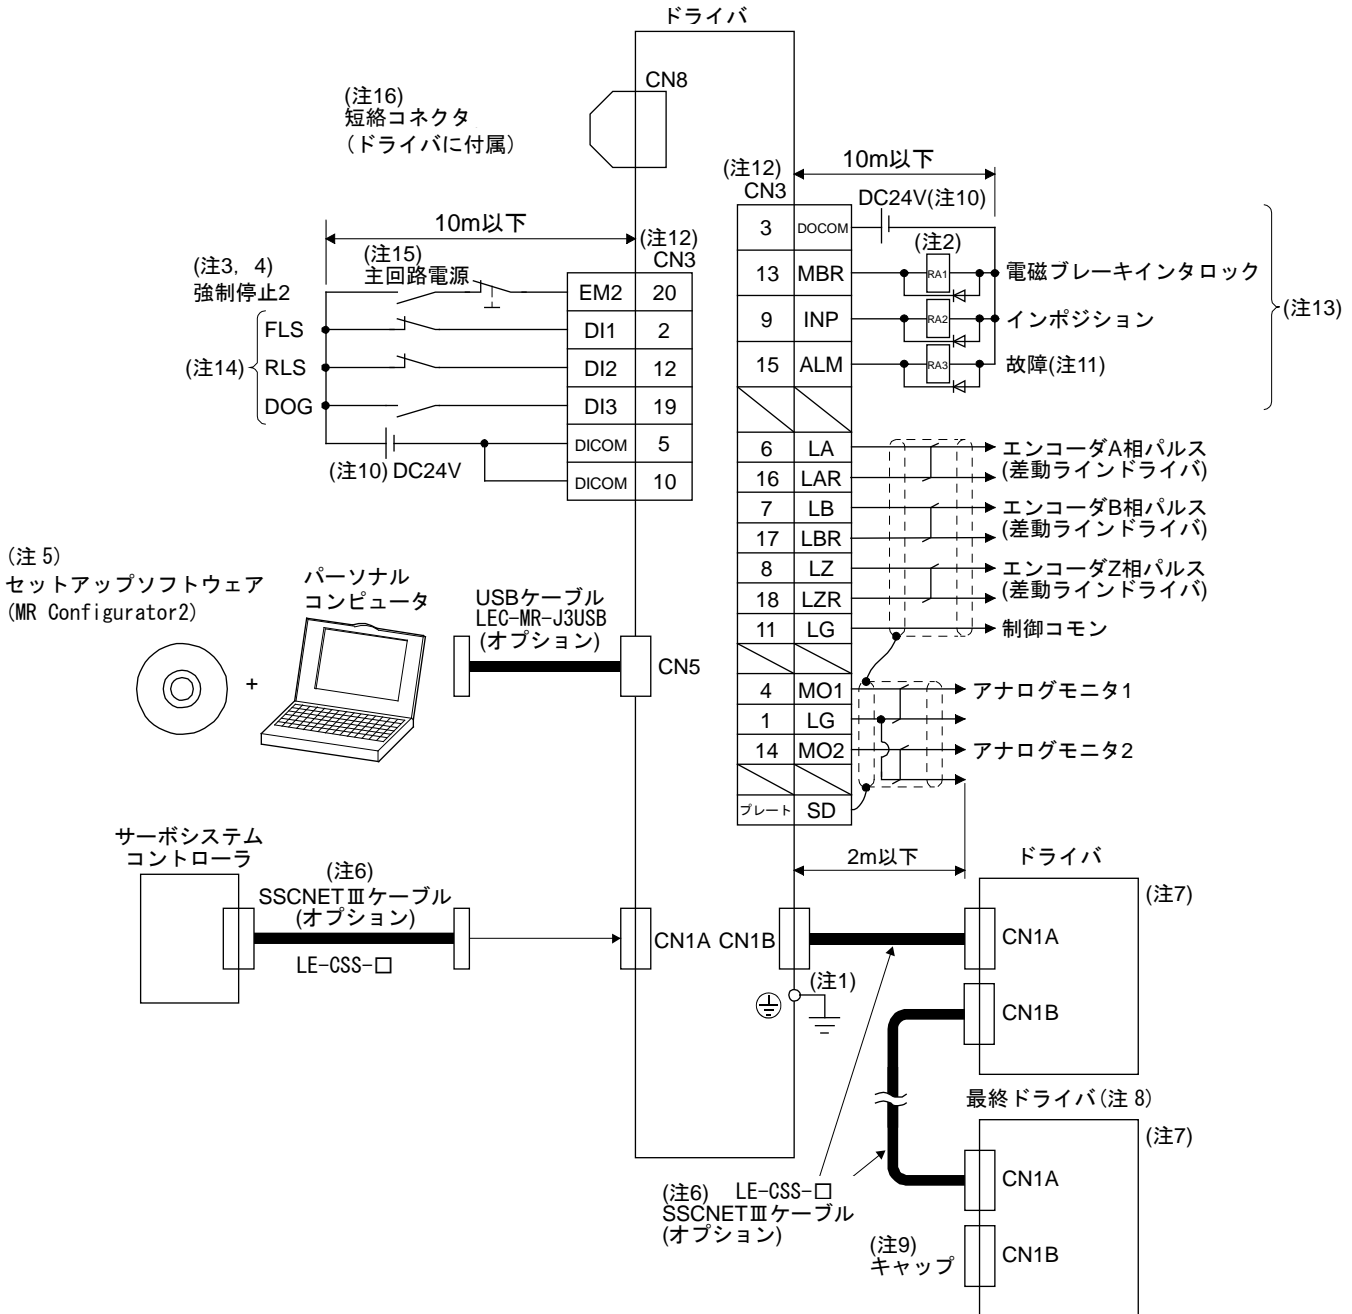 ドライバ
CN8
(注16)
短絡コネクタ
(ドライバに付属)
10m以下
(注12)
CN3
DC24V(注10)
3 DOCOM
(注2)
13 MBR RA1 電磁ブレーキインタロック
9 INP RA2 インポジション
15 ALM RA3 故障(注11)
(注13)
10m以下
(注12)
CN3
(注15)
主回路電源
(注3, 4)
強制停止2
EM2 20
FLS DI1 2
(注14) RLS DI2 12
DOG DI3 19
DICOM 5
(注10) DC24V
DICOM 10
6 LA エンコーダA相パルス
16 LAR (差動ラインドライバ)
7 LB エンコーダB相パルス
17 LBR (差動ラインドライバ)
8 LZ エンコーダZ相パルス
18 LZR (差動ラインドライバ)
11 LG 制御コモン
4 MO1 アナログモニタ1
1 LG
14 MO2 アナログモニタ2
プレート SD
2m以下
(注 5)
セットアップソフトウェア
(MR Configurator2)
+
パーソナル
コンピュータ
USBケーブル
LEC-MR-J3USB
(オプション)
CN5
サーボシステム
コントローラ
(注6)
SSCNETⅢケーブル
(オプション)
LE-CSS-□
CN1A CN1B
(注1)
ドライバ
(注7)
CN1A
CN1B
最終ドライバ(注 8)
(注7)
CN1A
(注6) LE-CSS-□
SSCNETⅢケーブル
(オプション)
(注9)
キャップ
CN1B